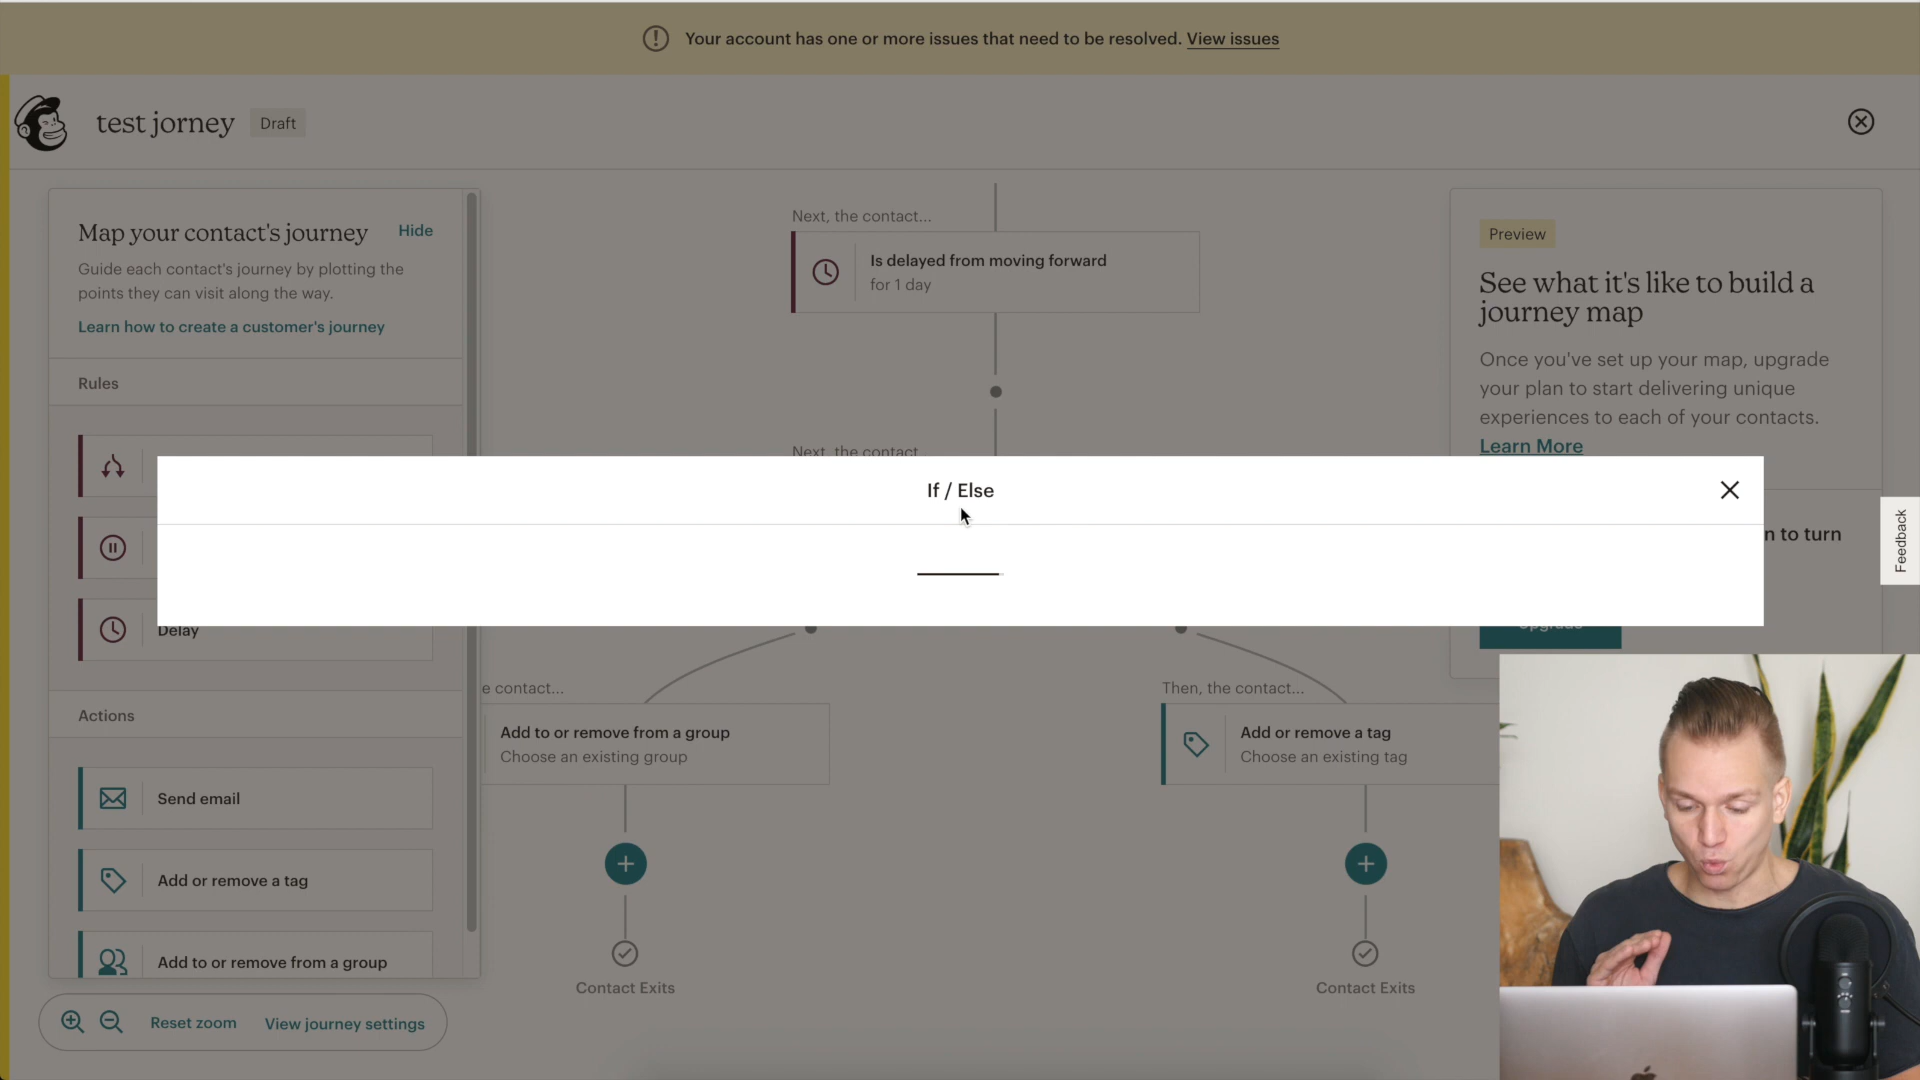 Your account has one or more issues that need to be resolved. View issues
test jorney
Draft
Map your contact's journey
Hide
Guide each contact's journey by plotting the
points they can visit along the way.
Learn how to create a customer's journey
Rules
Delay
Actions
Send email
Add or remove a tag
Add to or remove from a group
Reset zoom
View journey settings
Next, the contact...
Is delayed from moving forward
for 1 day
Next, the contact
If / Else
e contact...
Add to or remove from a group
Choose an existing group
Contact Exits
Then, the contact...
Add or remove a tag
Choose an existing tag
Contact Exits
Preview
See what it's like to build a
journey map
Once you've set up your map, upgrade
your plan to start delivering unique
experiences to each of your contacts.
Learn More
n to turn
Upgrade
Feedback